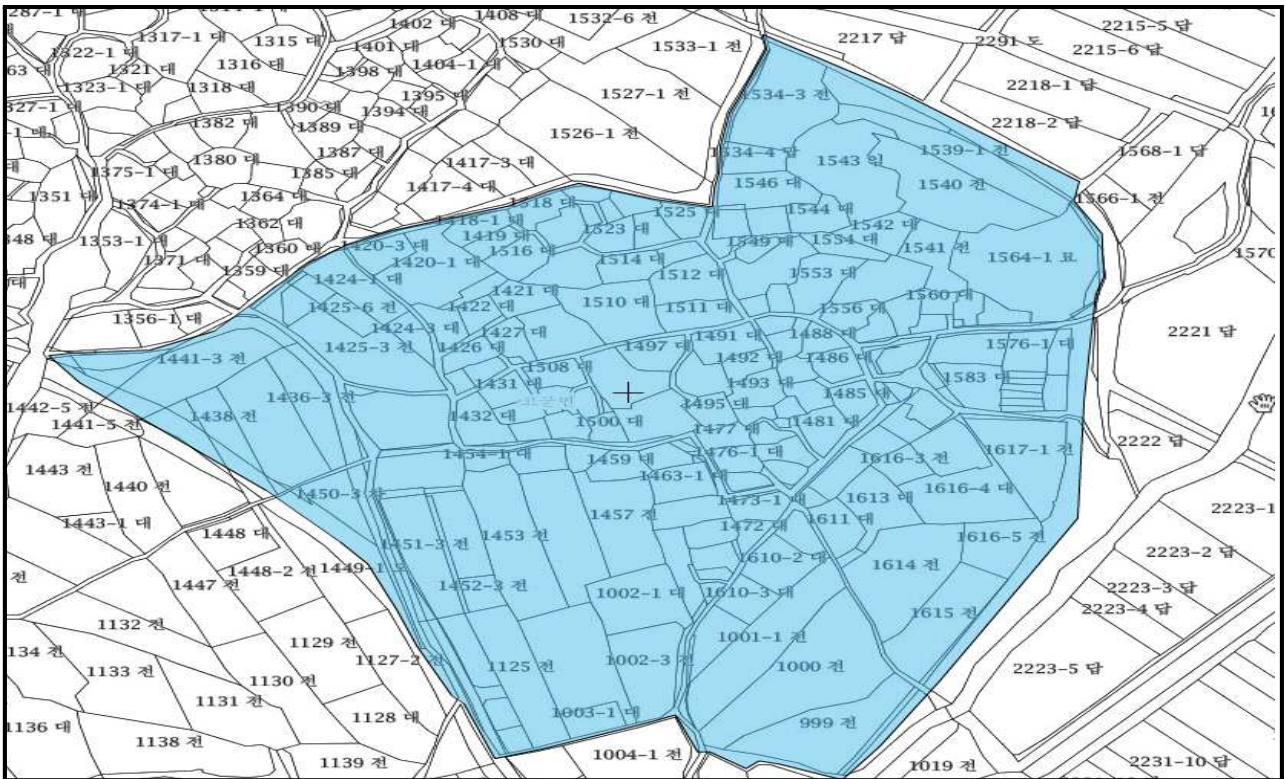 287-1 대
1402 대
1408 대
1532-6 전
2215-5 답
1317-1 대
1315 대
1530 대
1533-1 전
2217 답
2291 도
2215-6 답
1322-1 대
1401 대
63 대
1321 대
1316 대
1398 대
1404-1 대
1323-1 대
1318 대
1395 대
1527-1 전
1534-3 전
2218-1 답
327-1 대
1390 대
1394 대
1382 대
1389 대
1526-1 전
2218-2 답
-1 대
1387 대
1534-4 답
1543 임
1539-1 전
1568-1 답
1380 대
1417-3 대
1375-1 대
1385 대
1417-4 대
1546 대
1540 전
1351 대
1374-1 대
1364 대
1518 대
1525 대
1544 대
1566-1 전
1362 대
1418-1 대
1523 대
1542 대
348 대
1353-1 대
1360 대
1420-3 대
1419 대
1516 대
1549 대
1554 대
1541 전
1564-1 묘
1570
1371 대
1359 대
1420-1 대
1514 대
1512 대
1553 대
1424-1 대
1421 대
1510 대
1511 대
1560 대
1356-1 대
1425-6 전
1422 대
1556 대
1424-3 대
1427 대
1491 대
1488 대
2221 답
1441-3 전
1425-3 전
1426 대
1497 대
1492 대
1486 대
1576-1 대
1508 대
1436-3 전
1431 대
1493 대
1485 대
1583 대
1442-5 전
1438 전
1432 대
1500 대
1495 대
1481 대
1441-5 전
1477 대
2222 답
1443 전
1454-1 대
1459 대
1476-1 대
1616-3 전
1617-1 전
1440 전
1450-3
1463-1 대
1616-4 대
1473-1 대
1613 대
2223-1
1443-1 대
1457 전
1472 대
1611 대
1448 대
1451-3 전
1453 전
1616-5 전
2223-2 답
전
1448-2 전
1449-1
1610-2 대
1614 전
1447 전
1452-3 전
1002-1 대
1610-3 대
2223-3 답
2223-4 답
1132 전
1615 전
1129 전
1001-1 전
134 전
1133 전
1127-2 전
1125 전
1002-3 전
1000 전
2223-5 답
1130 전
1131 전
1128 대
1003-1 대
999 전
1136 대
1138 전
1139 전
1004-1 전
1019 전
2231-10 답